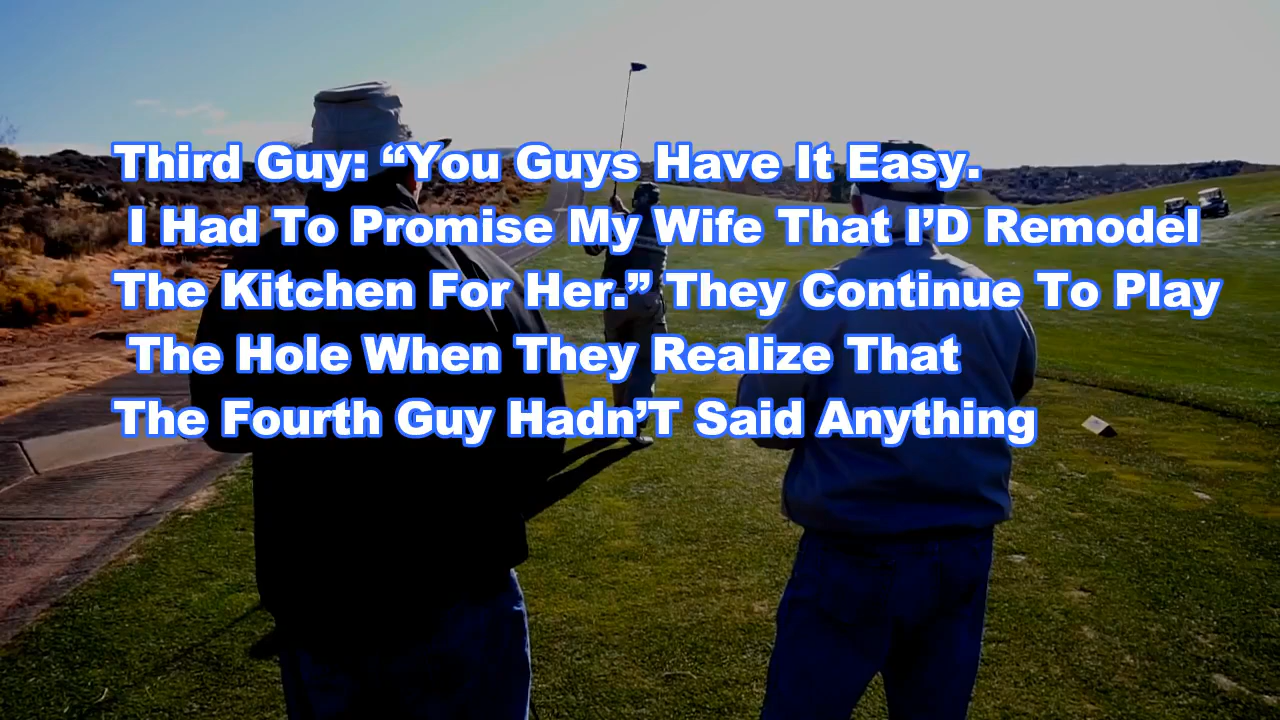 Third Guy: “You Guys Have It Easy.
I Had To Promise My Wife That I’D Remodel
The Kitchen For Her.” They Continue To Play
The Hole When They Realize That
The Fourth Guy Hadn’T Said Anything